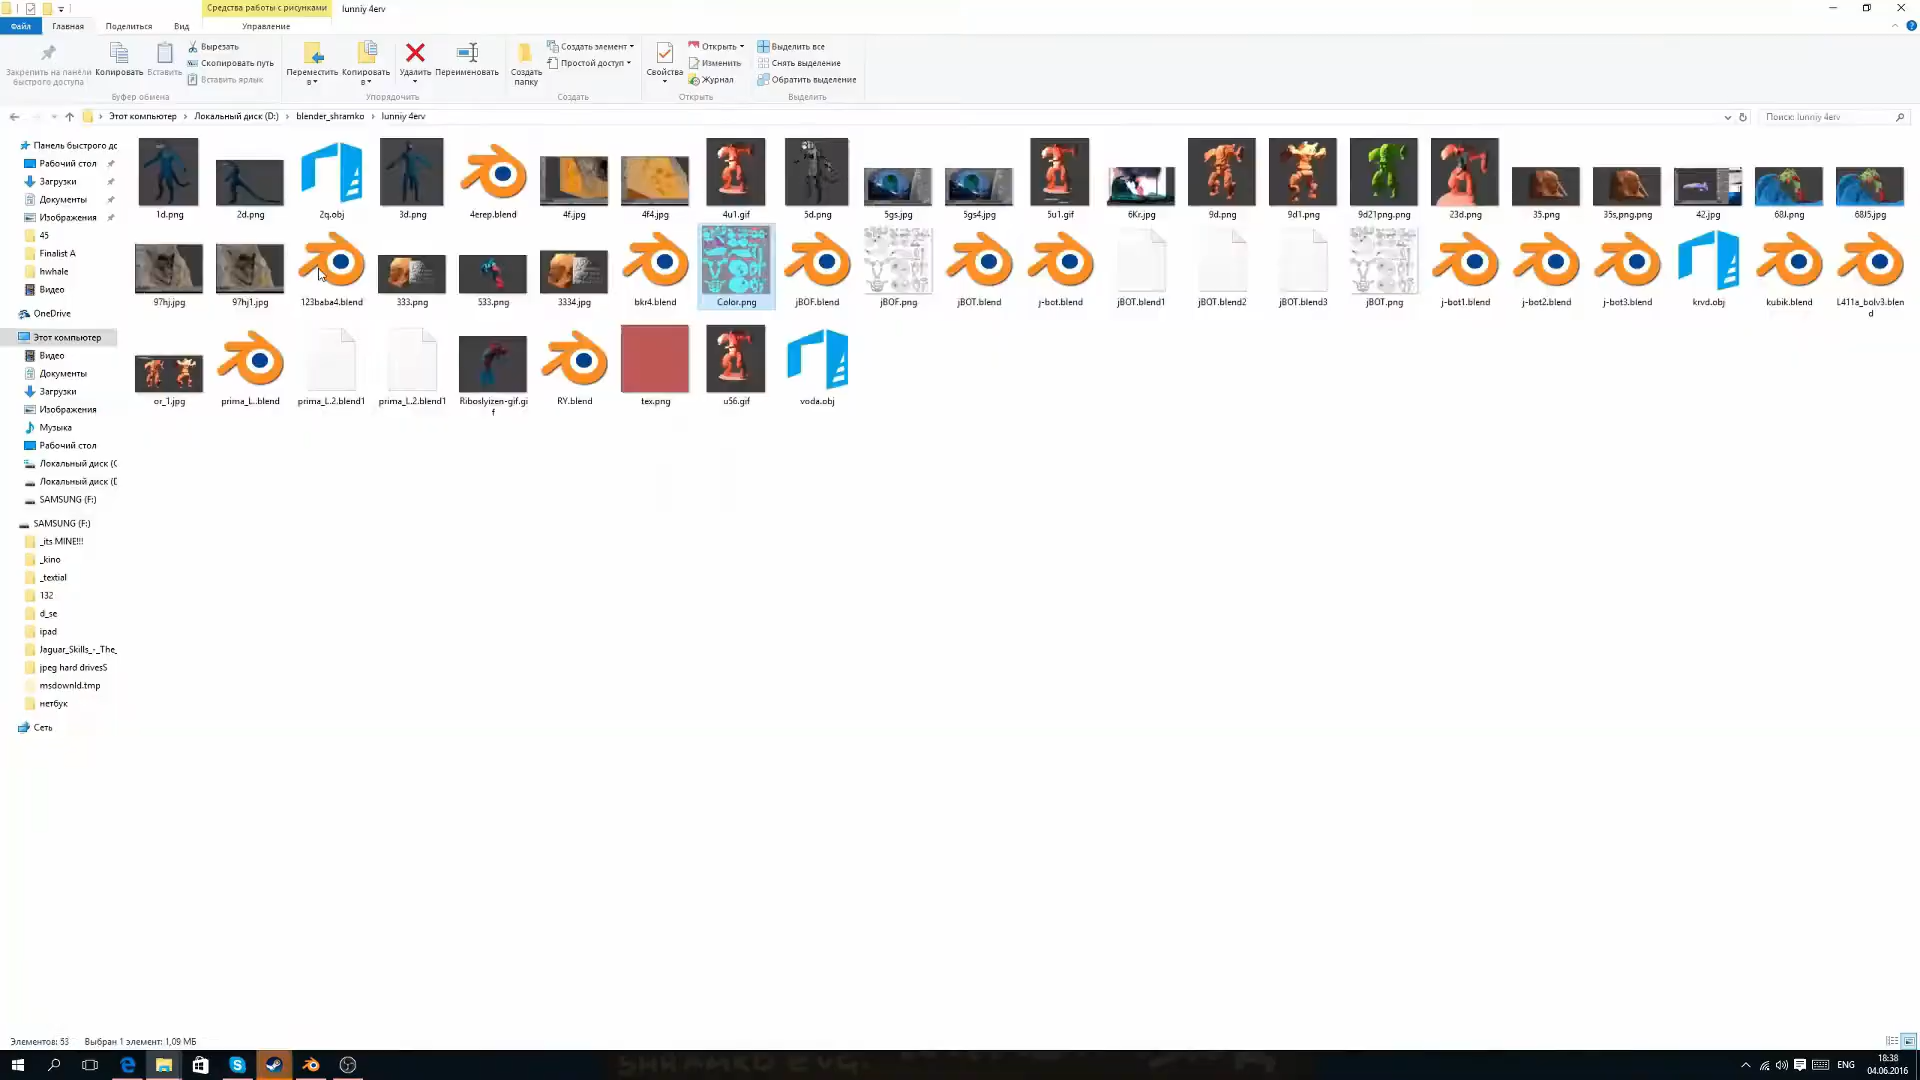 Средства работы с рисунками
lunniy 4erv
Файл
Главная
Поделиться
Вид
Управление
Закрепить на панели быстрого доступа
Копировать
Вставить
Вырезать
Скопировать путь
Вставить ярлык
Буфер обмена
Переместить в
Копировать в
Удалить
Переименовать
Упорядочить
Создать папку
Создать элемент
Простой доступ
Создать
Свойства
Открыть
Изменить
Журнал
Открыть
Выделить все
Снять выделение
Обратить выделение
Выделить
Этот компьютер
Локальный диск (D:)
blender_shramko
lunniy 4erv
Поиск: lunniy 4erv
Панель быстрого дс
Рабочий стол
Загрузки
Документы
Изображения
45
Finalist A
hwhale
Видео
OneDrive
Этот компьютер
Видео
Документы
Загрузки
Изображения
Музыка
Рабочий стол
Локальный диск (C
Локальный диск (D
SAMSUNG (F:)
SAMSUNG (F:)
_its MINE!!!
_kino
_textial
132
d_se
ipad
Jaguar_Skills_-_The_
jpeg hard drivesS
msdownld.tmp
нетбук
Сеть
1d.png
2d.png
2q.obj
3d.png
4erep.blend
4f.jpg
4f4.jpg
4u1.gif
5d.png
5gs.jpg
5gs4.jpg
5u1.gif
6Kr.jpg
9d.png
9d1.png
9d21png.png
23d.png
35.png
35s.png.png
42.jpg
68J.png
68J5.jpg
97hj.jpg
97hj1.jpg
123baba4.blend
333.png
533.png
3334.jpg
bkr4.blend
Color.png
jBOF.blend
jBOF.png
jBOT.blend
j-bot.blend
jBOT.blend1
jBOT.blend2
jBOT.blend3
jBOT.png
j-bot1.blend
j-bot2.blend
j-bot3.blend
krvd.obj
kubik.blend
L411a_bolv3.blen
d
or_1.jpg
prima_L..blend
prima_L.2.blend1
prima_L.2.blend1
Riboslyizen-gif.gi
f
RY.blend
tex.png
u56.gif
voda.obj
Элементов: 53
Выбран 1 элемент: 1,09 МБ
SHRAMKO EVG.
ENG
18:38
04.06.2016